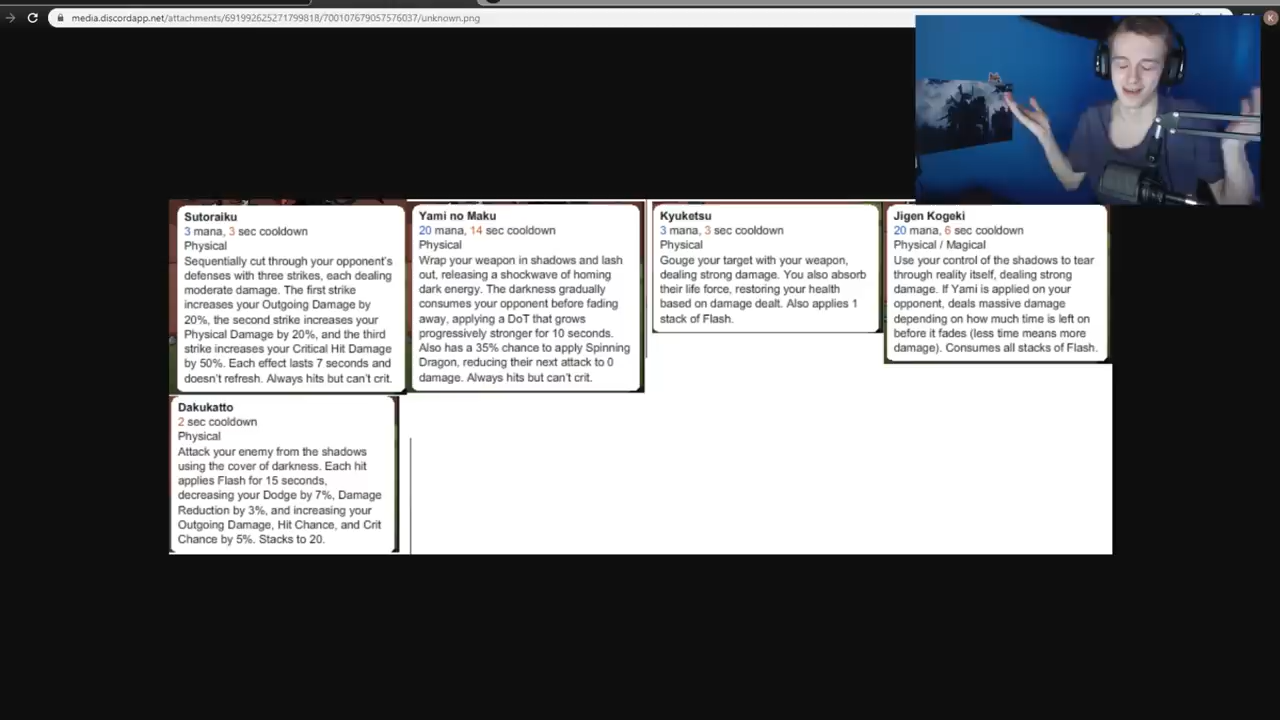 media.discordapp.net/attachments/691992625271799818/700107679057576037/unknown.png
K
Sutoraiku
3 mana, 3 sec cooldown
Physical
Sequentially cut through your opponent's
defenses with three strikes, each dealing
moderate damage. The first strike
increases your Outgoing Damage by
20%, the second strike increases your
Physical Damage by 20%, and the third
strike increases your Critical Hit Damage
by 50%. Each effect lasts 7 seconds and
doesn't refresh. Always hits but can't crit.
Yami no Maku
20 mana, 14 sec cooldown
Physical
Wrap your weapon in shadows and lash
out, releasing a shockwave of homing
dark energy. The darkness gradually
consumes your opponent before fading
away, applying a DoT that grows
progressively stronger for 10 seconds.
Also has a 35% chance to apply Spinning
Dragon, reducing their next attack to 0
damage. Always hits but can't crit.
Kyuketsu
3 mana, 3 sec cooldown
Physical
Gouge your target with your weapon,
dealing strong damage. You also absorb
their life force, restoring your health
based on damage dealt. Also applies 1
stack of Flash.
Jigen Kogeki
20 mana, 6 sec cooldown
Physical / Magical
Use your control of the shadows to tear
through reality itself, dealing strong
damage. If Yami is applied on your
opponent, deals massive damage
depending on how much time is left on
before it fades (less time means more
damage). Consumes all stacks of Flash.
Dakukatto
2 sec cooldown
Physical
Attack your enemy from the shadows
using the cover of darkness. Each hit
applies Flash for 15 seconds,
decreasing your Dodge by 7%, Damage
Reduction by 3%, and increasing your
Outgoing Damage, Hit Chance, and Crit
Chance by 5%. Stacks to 20.